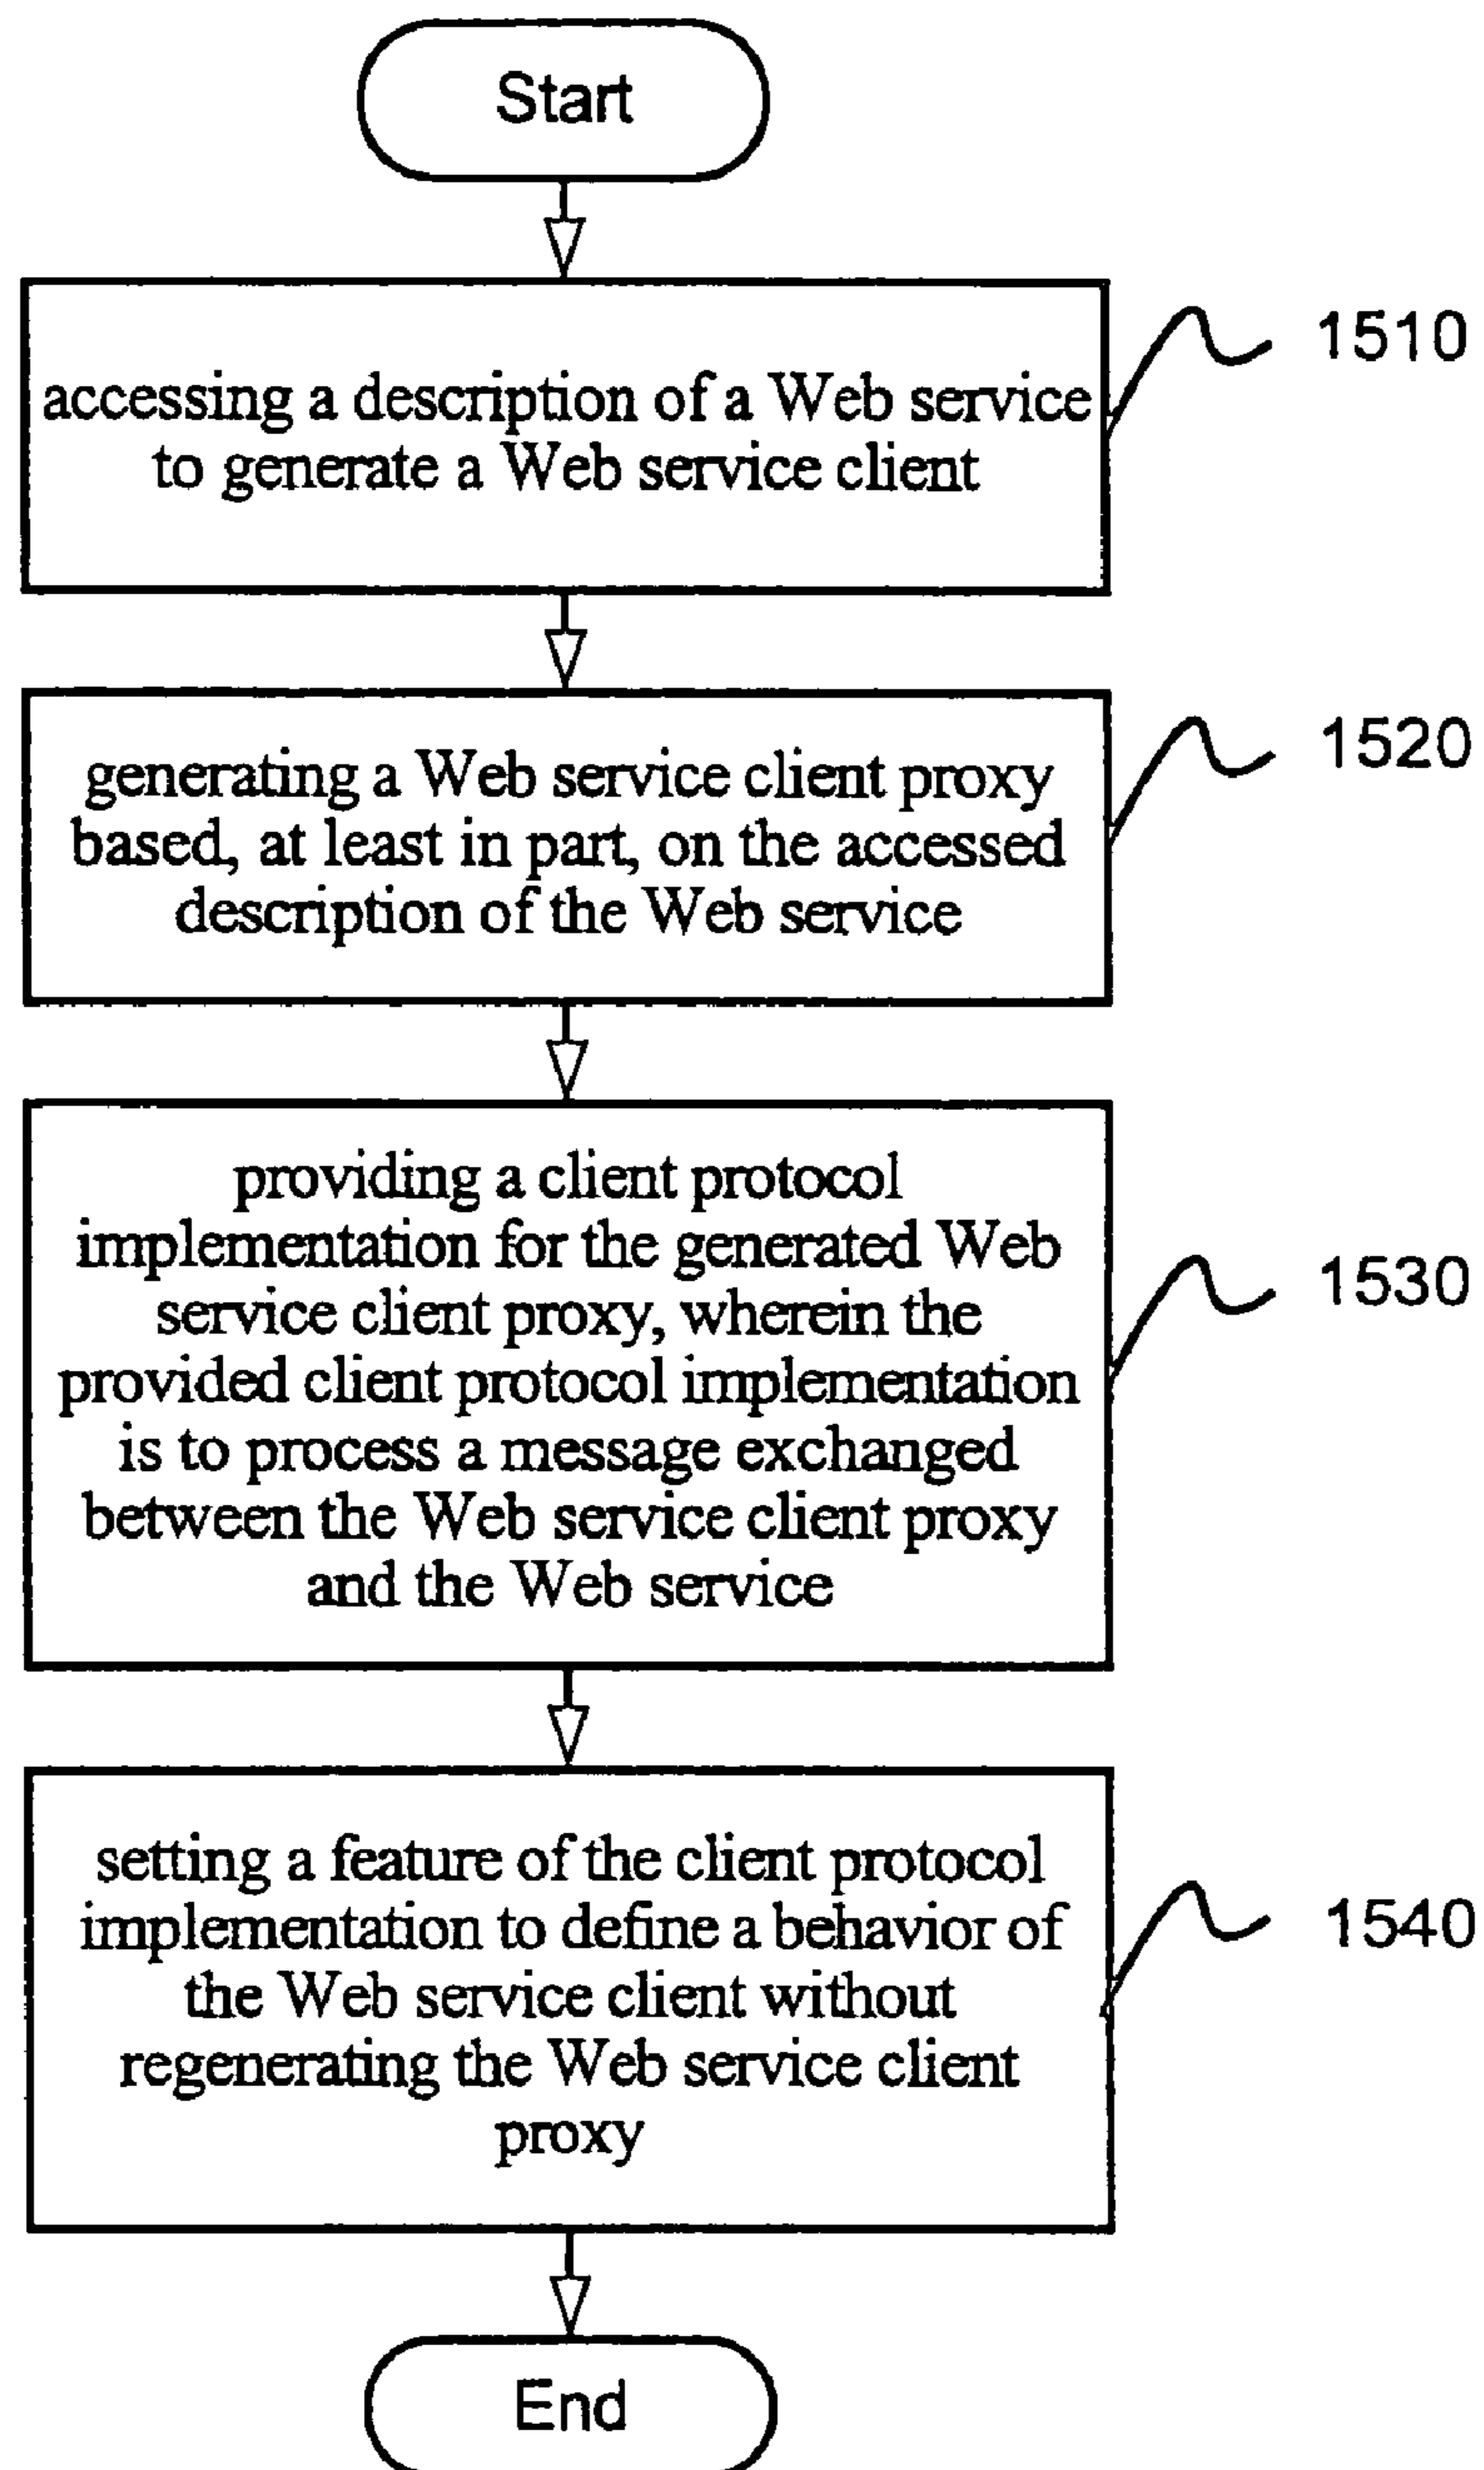 Start
accessing a description of a Web service
to generate a Web service client
1510
generating a Web service client proxy
based, at least in part, on the accessed
description of the Web service
1520
providing a client protocol
implementation for the generated Web
service client proxy, wherein the
provided client protocol implementation
is to process a message exchanged
between the Web service client proxy
and the Web service
1530
setting a feature of the client protocol
implementation to define a behavior of
the Web service client without
regenerating the Web service client
proxy
1540
End